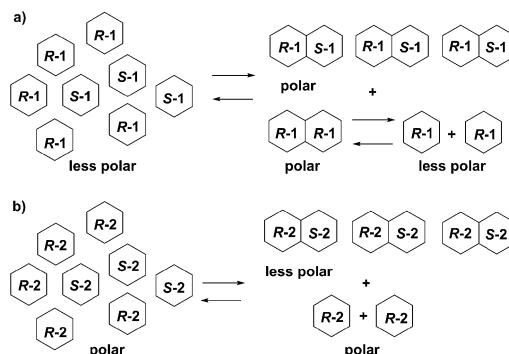 a)
R-1
R-1
S-1
R-1 S-1 S-1
R-1
R-1
less polar
R-1 S-1 R-1 S-1 R-1 S-1
polar
+
R-1 R-1 R-1 + R-1
polar less polar
b)
R-2
R-2
S-2
R-2 S-2 S-2
R-2
R-2
polar
R-2 S-2 R-2 S-2 R-2 S-2
less polar
+
R-2 + R-2
polar